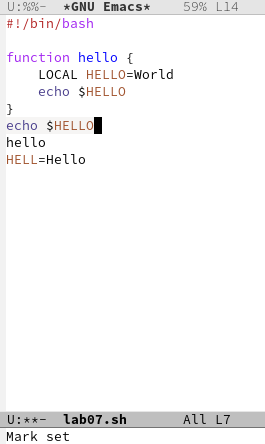 U:%%-  *GNU Emacs*    59% L14
#!/bin/bash

function hello {
    LOCAL HELLO=World
    echo $HELLO
}
echo $HELLO
hello
HELL=Hello
U:**-  lab07.sh       All L7
Mark set